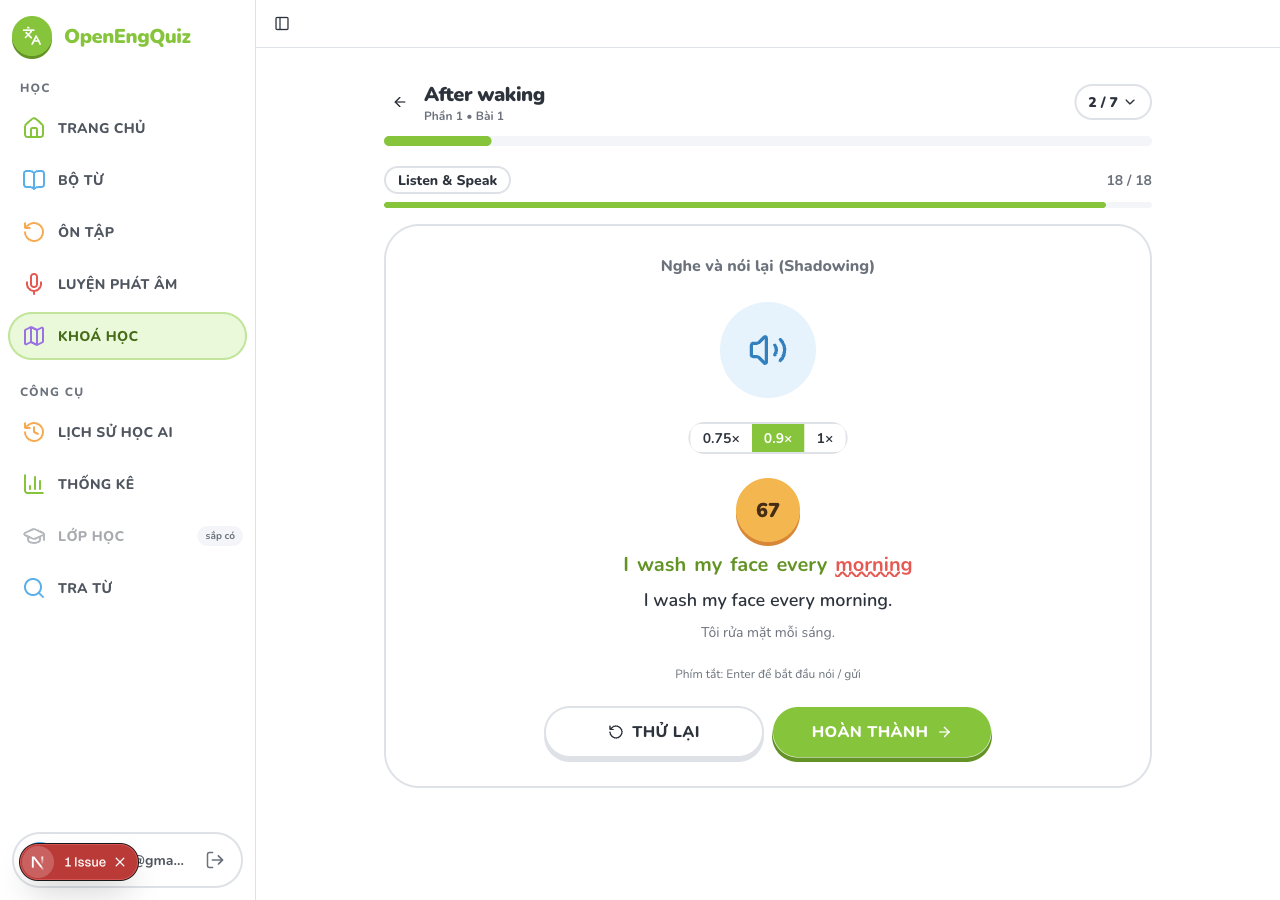 OpenEngQuiz
HỌC
TRANG CHỦ
BỘ TỪ
ÔN TẬP
LUYỆN PHÁT ÂM
KHOÁ HỌC
CÔNG CỤ
LỊCH SỬ HỌC AI
THỐNG KÊ
LỚP HỌC
sắp có
TRA TỪ
1 Issue
@gma...
After waking
Phần 1 • Bài 1
2 / 7
Listen & Speak
18 / 18
Nghe và nói lại (Shadowing)
0.75× 0.9× 1×
67
I wash my face every morning
I wash my face every morning.
Tôi rửa mặt mỗi sáng.
Phím tắt: Enter để bắt đầu nói / gửi
THỬ LẠI
HOÀN THÀNH